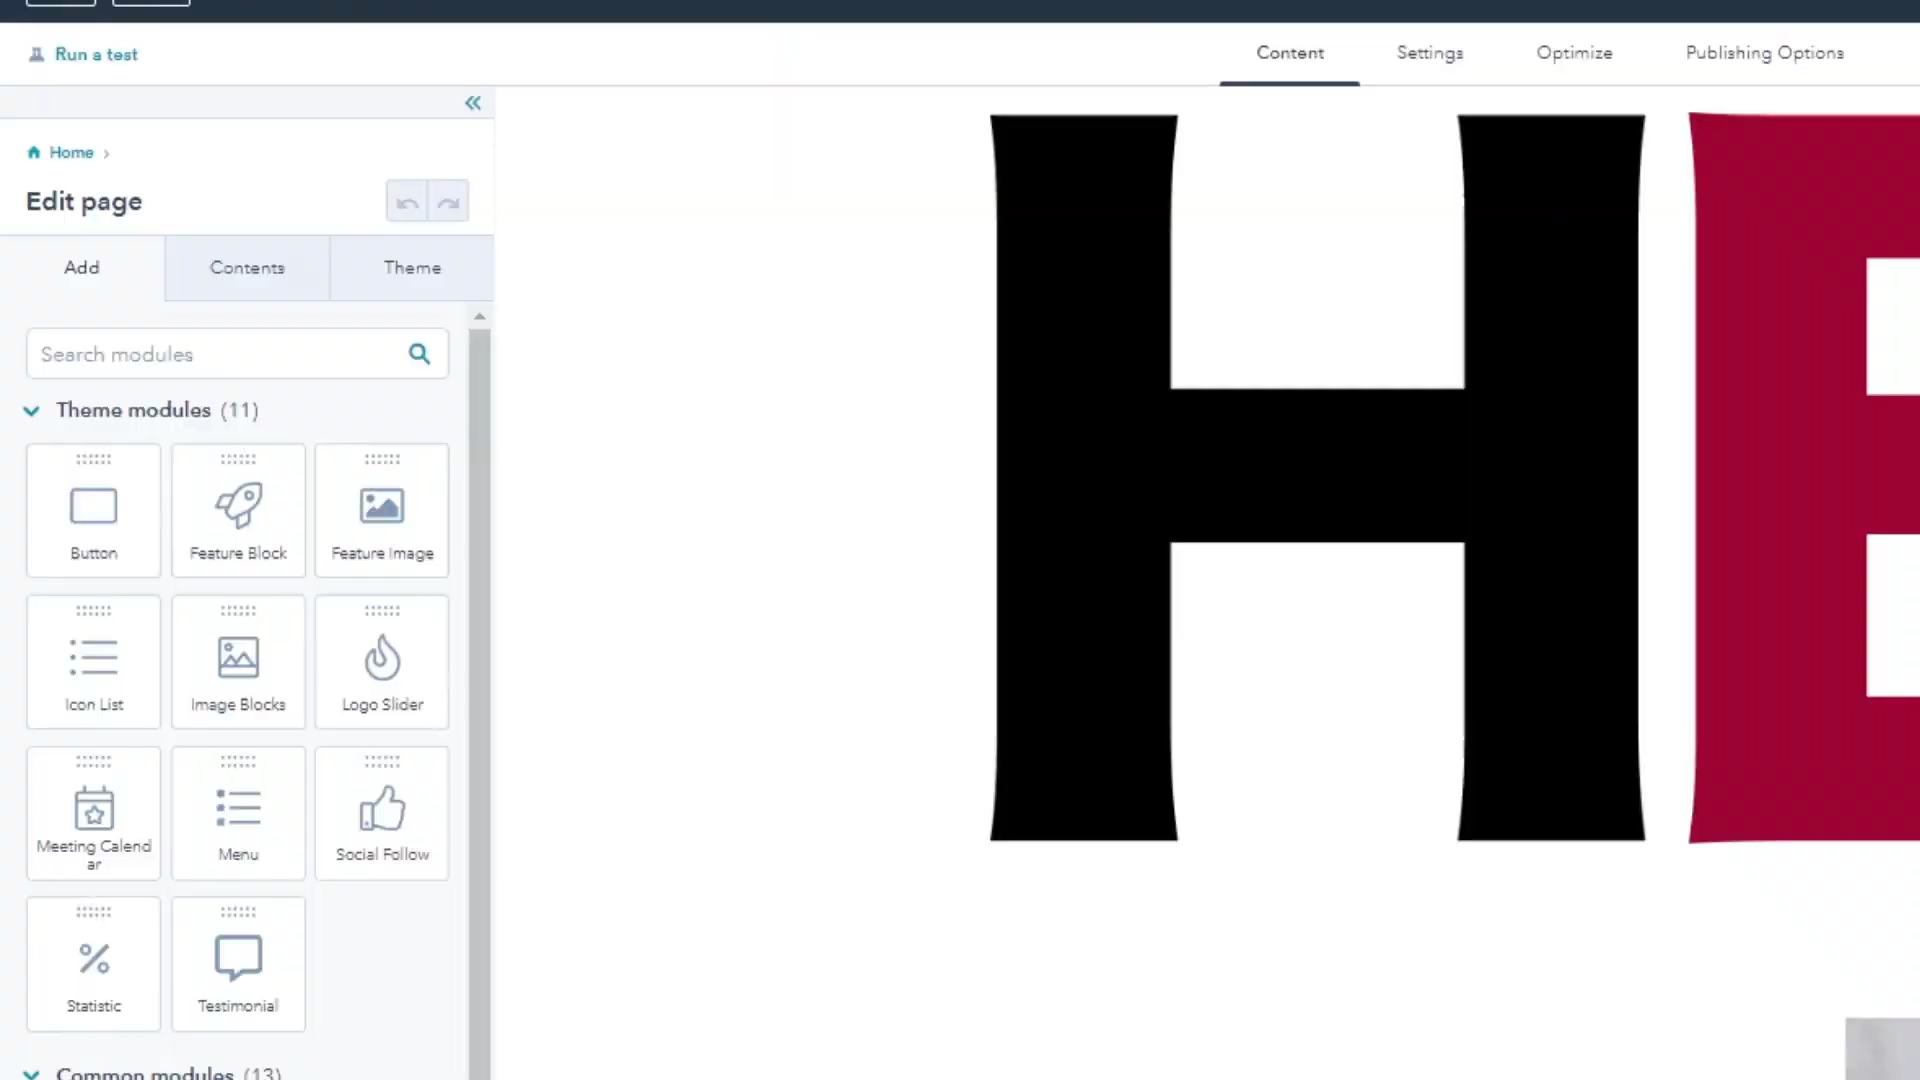 Run a test
Content
Settings
Optimize
Publishing Options
Home
Edit page
Add
Contents
Theme
Search modules
Theme modules (11)
Button
Feature Block
Feature Image
Icon List
Image Blocks
Logo Slider
Meeting Calend
ar
Menu
Social Follow
Statistic
Testimonial
Common modules (13)
HE